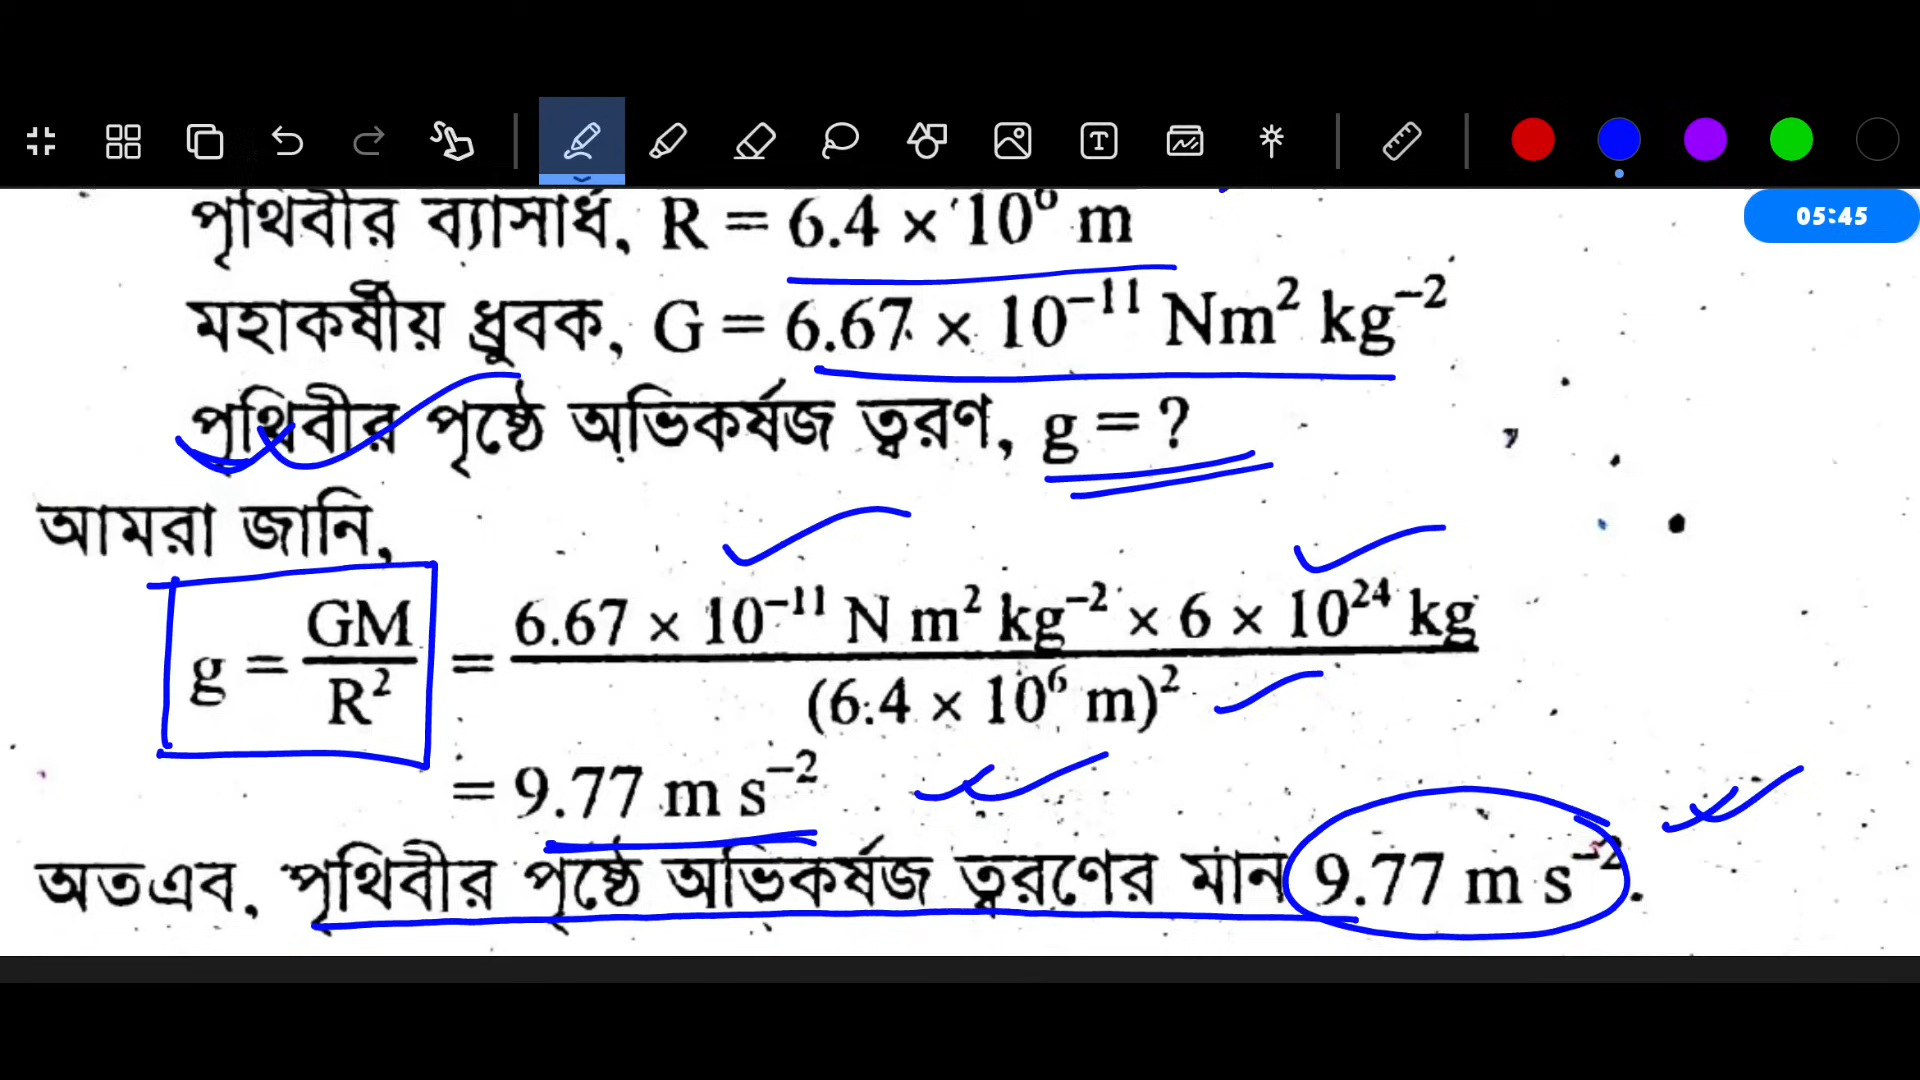 05:45
পৃথিবীর ব্যাসার্ধ, R = 6.4 × 10⁶ m
মহাকর্ষীয় ধ্রুবক, G = 6.67 × 10⁻¹¹ Nm² kg⁻²
পৃথিবীর পৃষ্ঠে অভিকর্ষজ ত্বরণ, g = ?
আমরা জানি,
g = GM/R² = 6.67 × 10⁻¹¹ N m² kg⁻² × 6 × 10²⁴ kg / (6.4 × 10⁶ m)²
= 9.77 m s⁻²
অতএব, পৃথিবীর পৃষ্ঠে অভিকর্ষজ ত্বরণের মান 9.77 m s⁻².